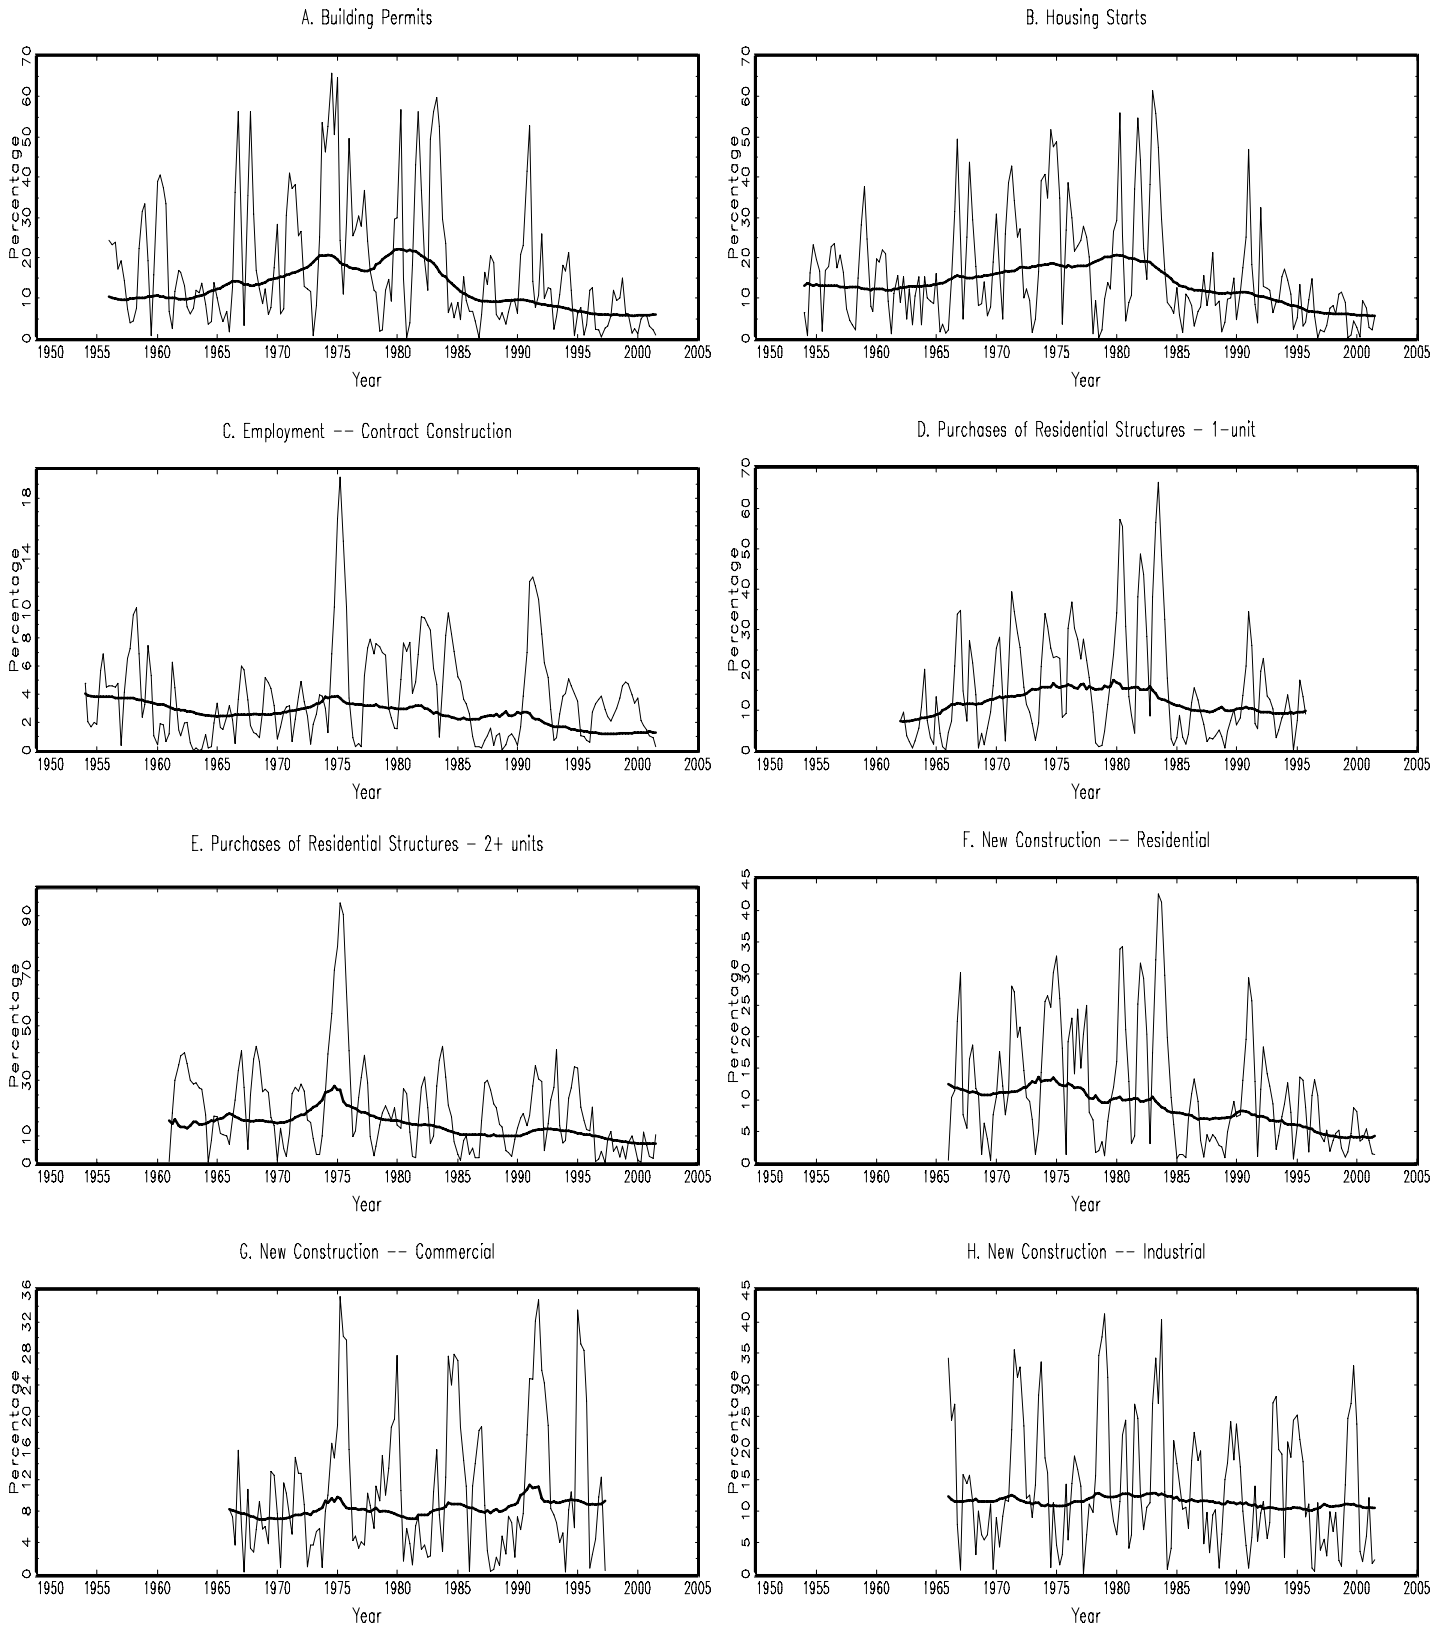 A. Building Permits
B. Housing Starts
Percentage
0 10 20 30 40 50 60 70
1950 1955 1960 1965 1970 1975 1980 1985 1990 1995 2000 2005
Year
Percentage
0 10 20 30 40 50 60 70
1950 1955 1960 1965 1970 1975 1980 1985 1990 1995 2000 2005
Year
C. Employment -- Contract Construction
D. Purchases of Residential Structures - 1-unit
Percentage
0 2 4 6 8 10 14 18
1950 1955 1960 1965 1970 1975 1980 1985 1990 1995 2000 2005
Year
Percentage
0 10 20 30 40 50 60 70
1950 1955 1960 1965 1970 1975 1980 1985 1990 1995 2000 2005
Year
E. Purchases of Residential Structures - 2+ units
F. New Construction -- Residential
Percentage
0 10 30 50 70 90
1950 1955 1960 1965 1970 1975 1980 1985 1990 1995 2000 2005
Year
Percentage
0 5 10 15 20 25 30 35 40 45
1950 1955 1960 1965 1970 1975 1980 1985 1990 1995 2000 2005
Year
G. New Construction -- Commercial
H. New Construction -- Industrial
Percentage
0 4 8 12 16 20 24 28 32 36
1950 1955 1960 1965 1970 1975 1980 1985 1990 1995 2000 2005
Year
Percentage
0 5 10 15 20 25 30 35 40 45
1950 1955 1960 1965 1970 1975 1980 1985 1990 1995 2000 2005
Year